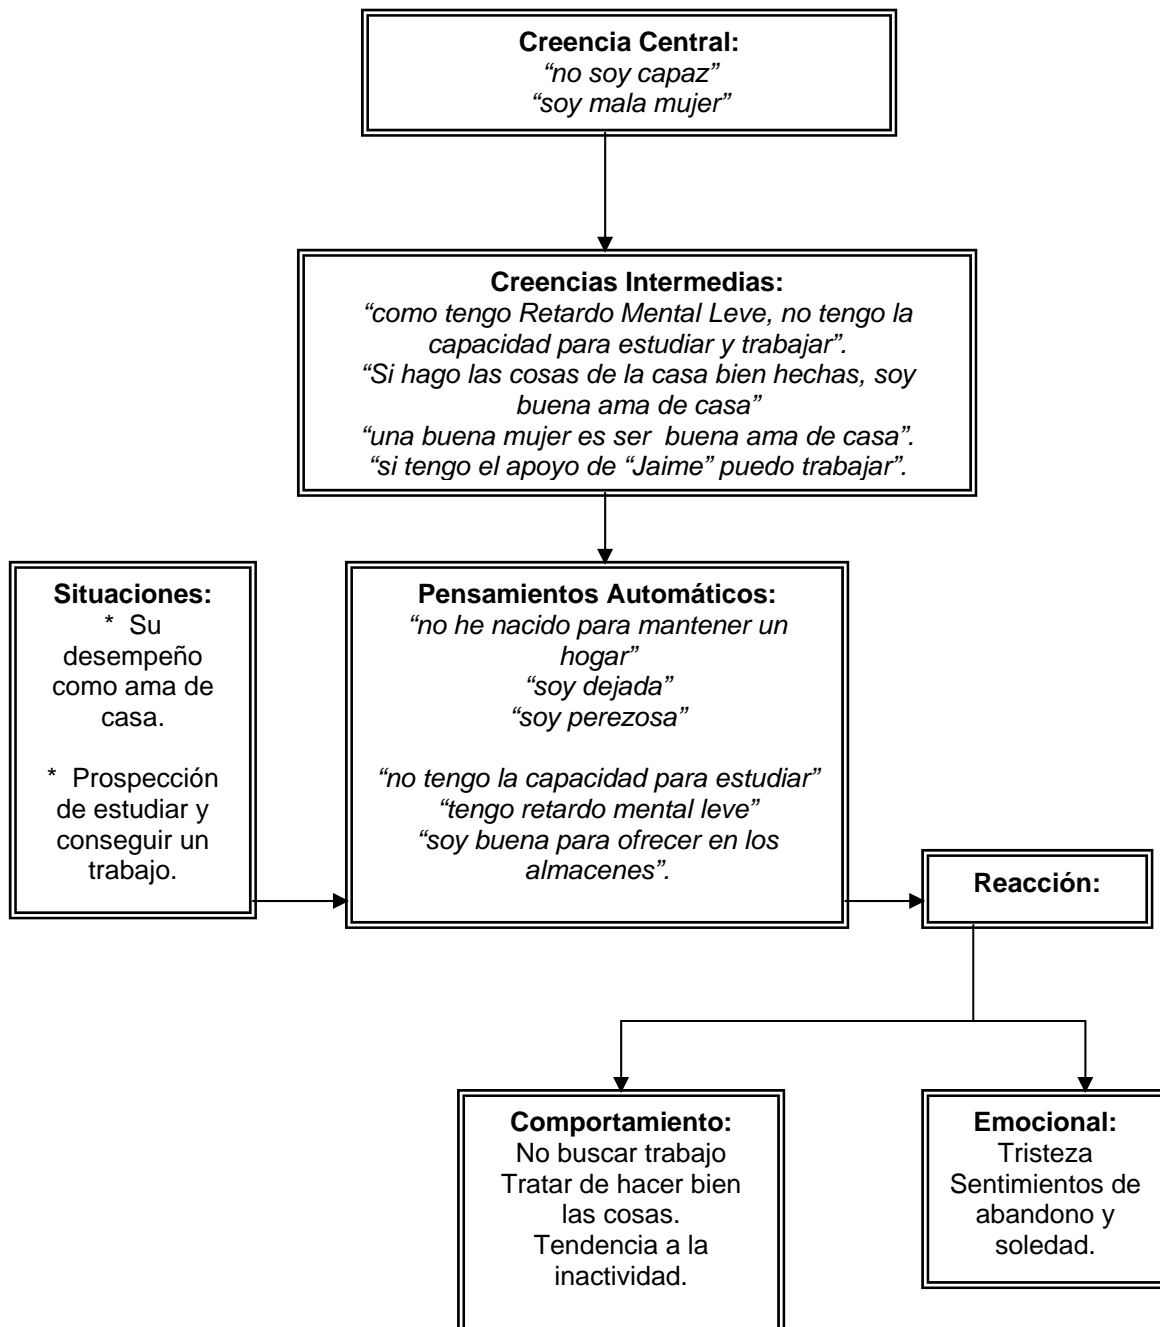 Creencia Central:
“no soy capaz”
“soy mala mujer”
Creencias Intermedias:
“como tengo Retardo Mental Leve, no tengo la
capacidad para estudiar y trabajar”.
“Si hago las cosas de la casa bien hechas, soy
buena ama de casa”
“una buena mujer es ser  buena ama de casa”.
“si tengo el apoyo de “Jaime” puedo trabajar”.
Situaciones:
*  Su
desempeño
como ama de
casa.
*  Prospección
de estudiar y
conseguir un
trabajo.
Pensamientos Automáticos:
“no he nacido para mantener un
hogar”
“soy dejada”
“soy perezosa”
“no tengo la capacidad para estudiar”
“tengo retardo mental leve”
“soy buena para ofrecer en los
almacenes”.
Reacción:
Comportamiento:
No buscar trabajo
Tratar de hacer bien
las cosas.
Tendencia a la
inactividad.
Emocional:
Tristeza
Sentimientos de
abandono y
soledad.